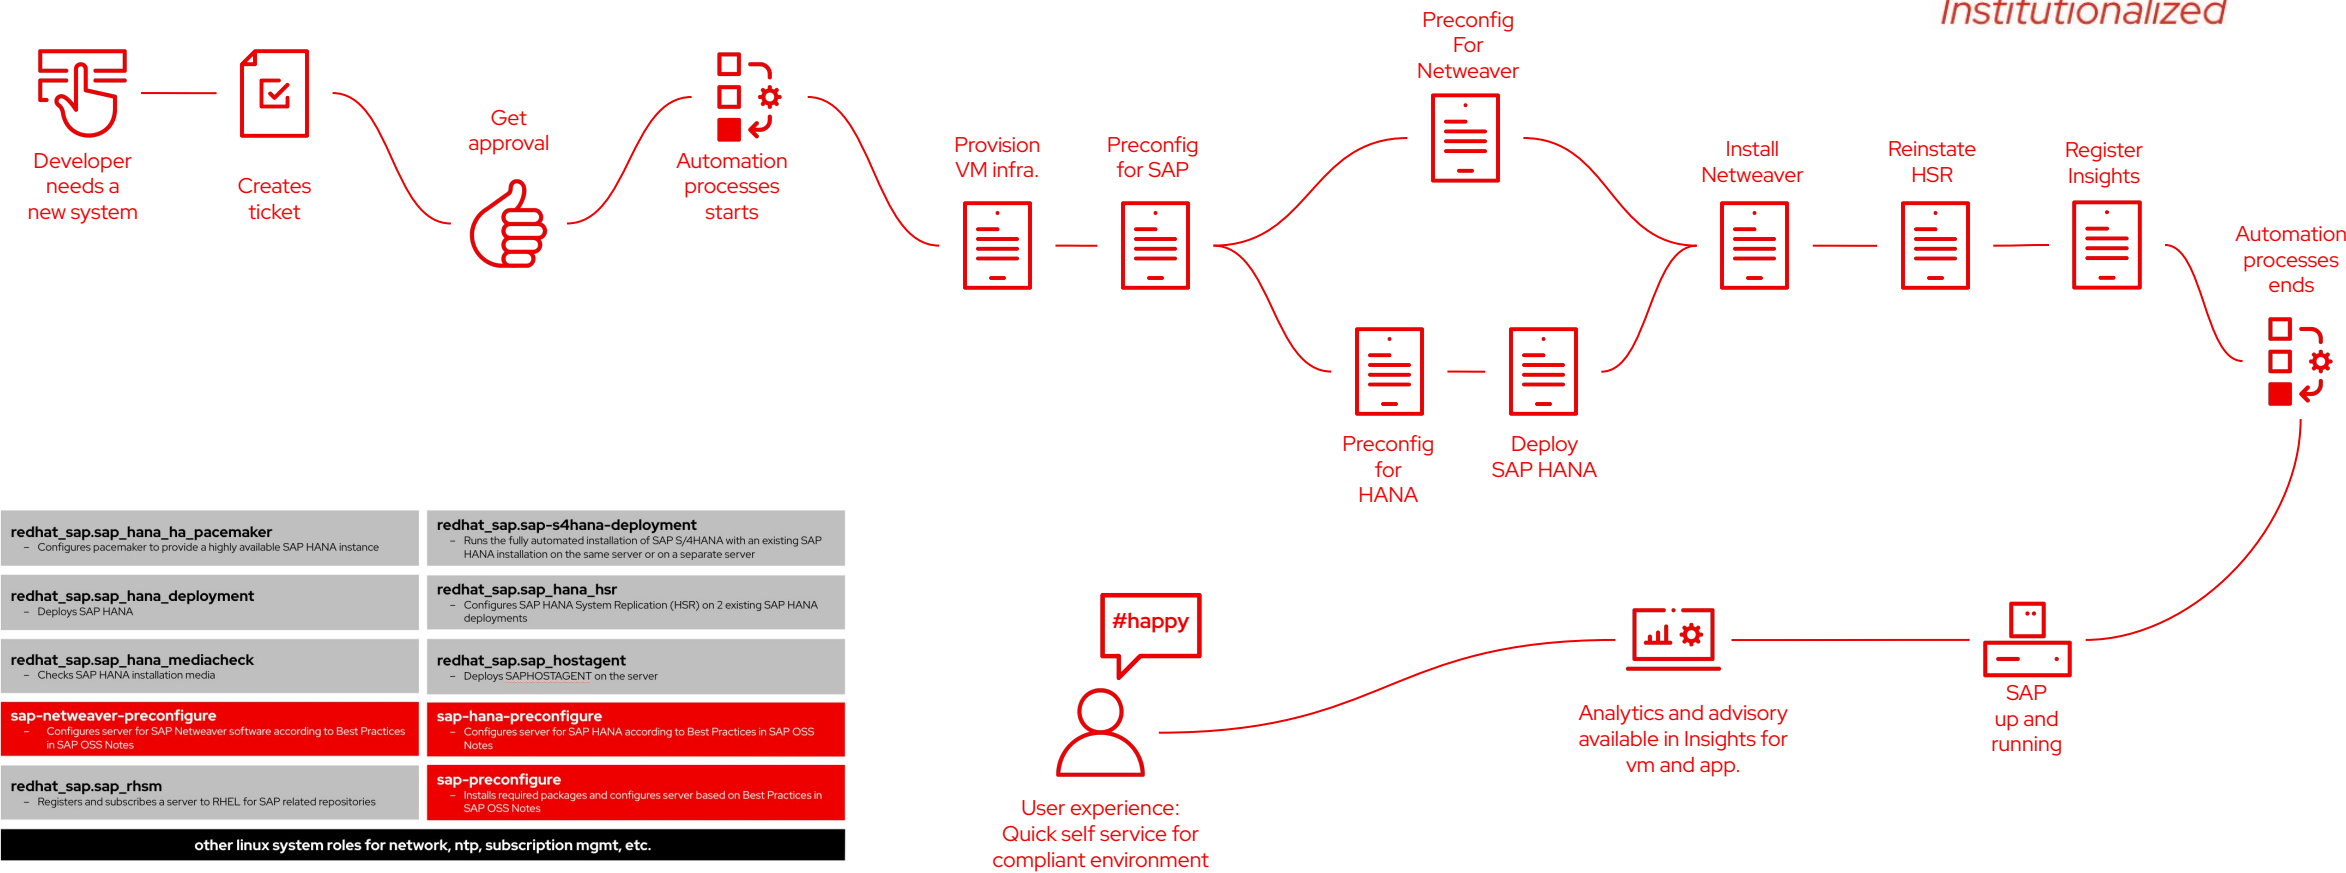 Institutionalized
Developer
needs a
new system
Creates
ticket
Get
approval
Automation
processes
starts
Provision
VM infra.
Preconfig
for SAP
Preconfig
For
Netweaver
Preconfig
for
HANA
Deploy
SAP HANA
Install
Netweaver
Reinstate
HSR
Register
Insights
Automation
processes
ends
SAP
up and
running
Analytics and advisory
available in Insights for
vm and app.
#happy
User experience:
Quick self service for
compliant environment
redhat_sap.sap_hana_ha_pacemaker
– Configures pacemaker to provide a highly available SAP HANA instance
redhat_sap.sap-s4hana-deployment
– Runs the fully automated installation of SAP S/4HANA with an existing SAP
HANA installation on the same server or on a separate server
redhat_sap.sap_hana_deployment
– Deploys SAP HANA
redhat_sap.sap_hana_hsr
– Configures SAP HANA System Replication (HSR) on 2 existing SAP HANA
deployments
redhat_sap.sap_hana_mediacheck
– Checks SAP HANA installation media
redhat_sap.sap_hostagent
– Deploys SAPHOSTAGENT on the server
sap-netweaver-preconfigure
– Configures server for SAP Netweaver software according to Best Practices
in SAP OSS Notes
sap-hana-preconfigure
– Configures server for SAP HANA according to Best Practices in SAP OSS
Notes
redhat_sap.sap_rhsm
– Registers and subscribes a server to RHEL for SAP related repositories
sap-preconfigure
– Installs required packages and configures server based on Best Practices in
SAP OSS Notes
other linux system roles for network, ntp, subscription mgmt, etc.